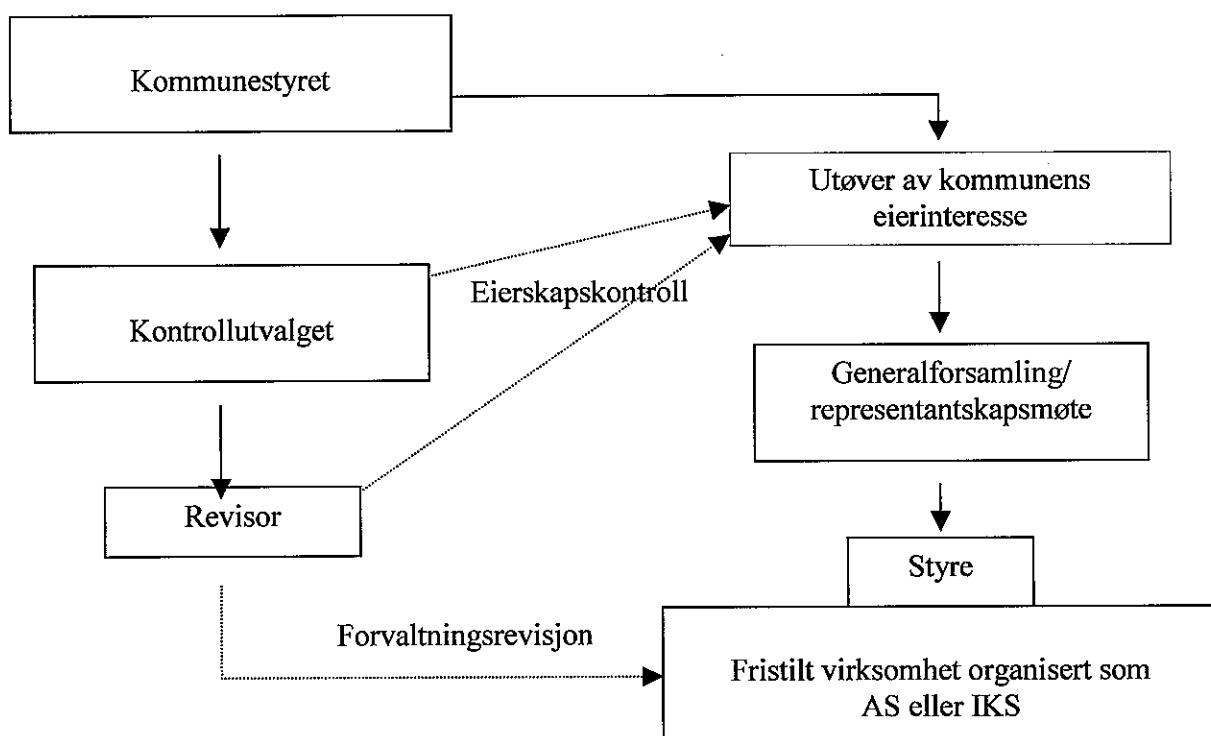 Kommunestyret
Utøver av kommunens
eierinteresse
Eierskapskontroll
Kontrollutvalget
Generalforsamling/
representantskapsmøte
Revisor
Styre
Forvaltningsrevisjon
Fristilt virksomhet organisert som
AS eller IKS